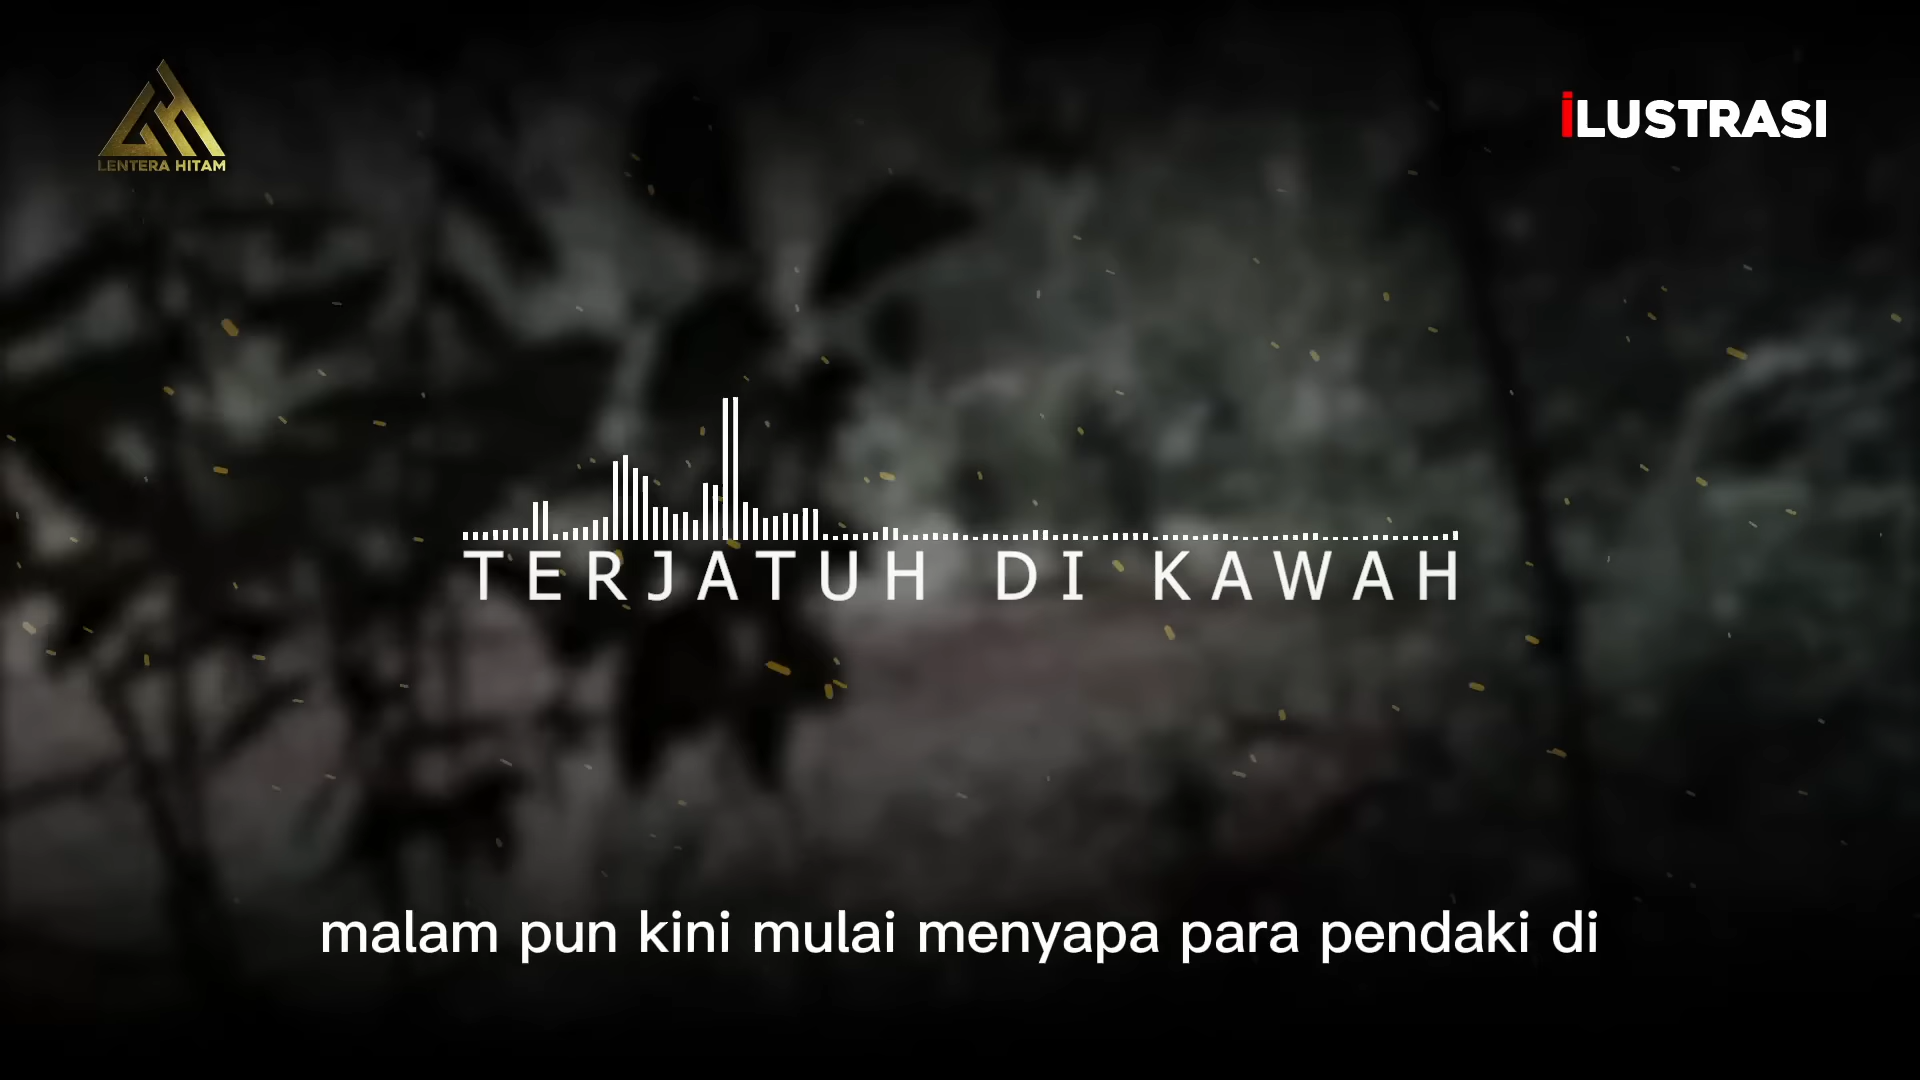 LENTERA HITAM
iLUSTRASI
TERJATUH DI KAWAH
malam pun kini mulai menyapa para pendaki di